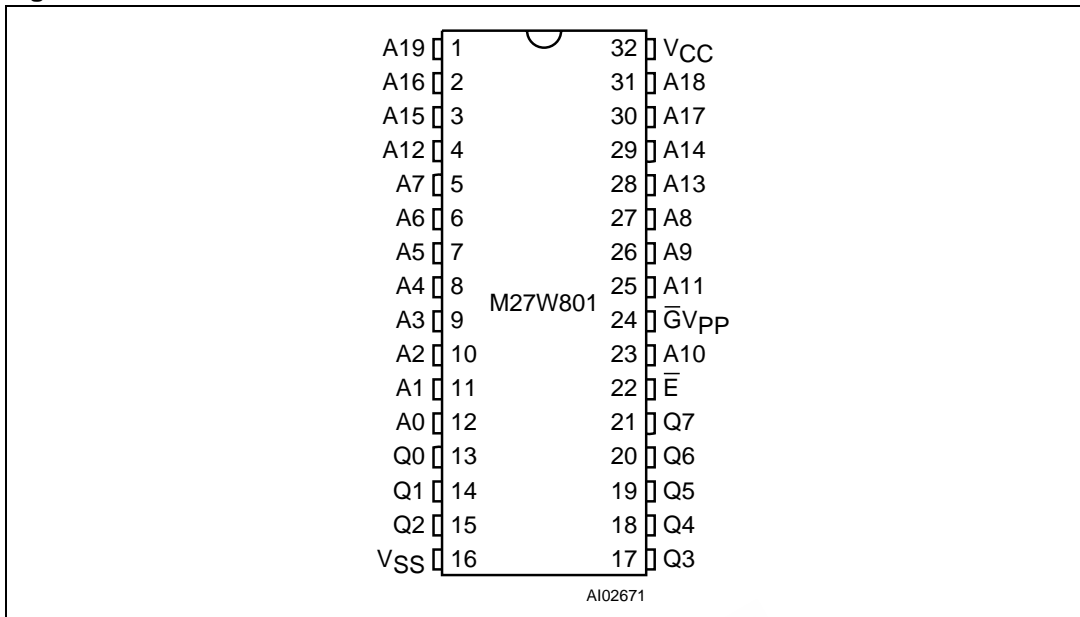 A19 1 32 VCC
A16 2 31 A18
A15 3 30 A17
A12 4 29 A14
A7 5 28 A13
A6 6 27 A8
A5 7 26 A9
A4 8 25 A11
M27W801
A3 9 24 G̅VPP
A2 10 23 A10
A1 11 22 E̅
A0 12 21 Q7
Q0 13 20 Q6
Q1 14 19 Q5
Q2 15 18 Q4
VSS 16 17 Q3
AI02671